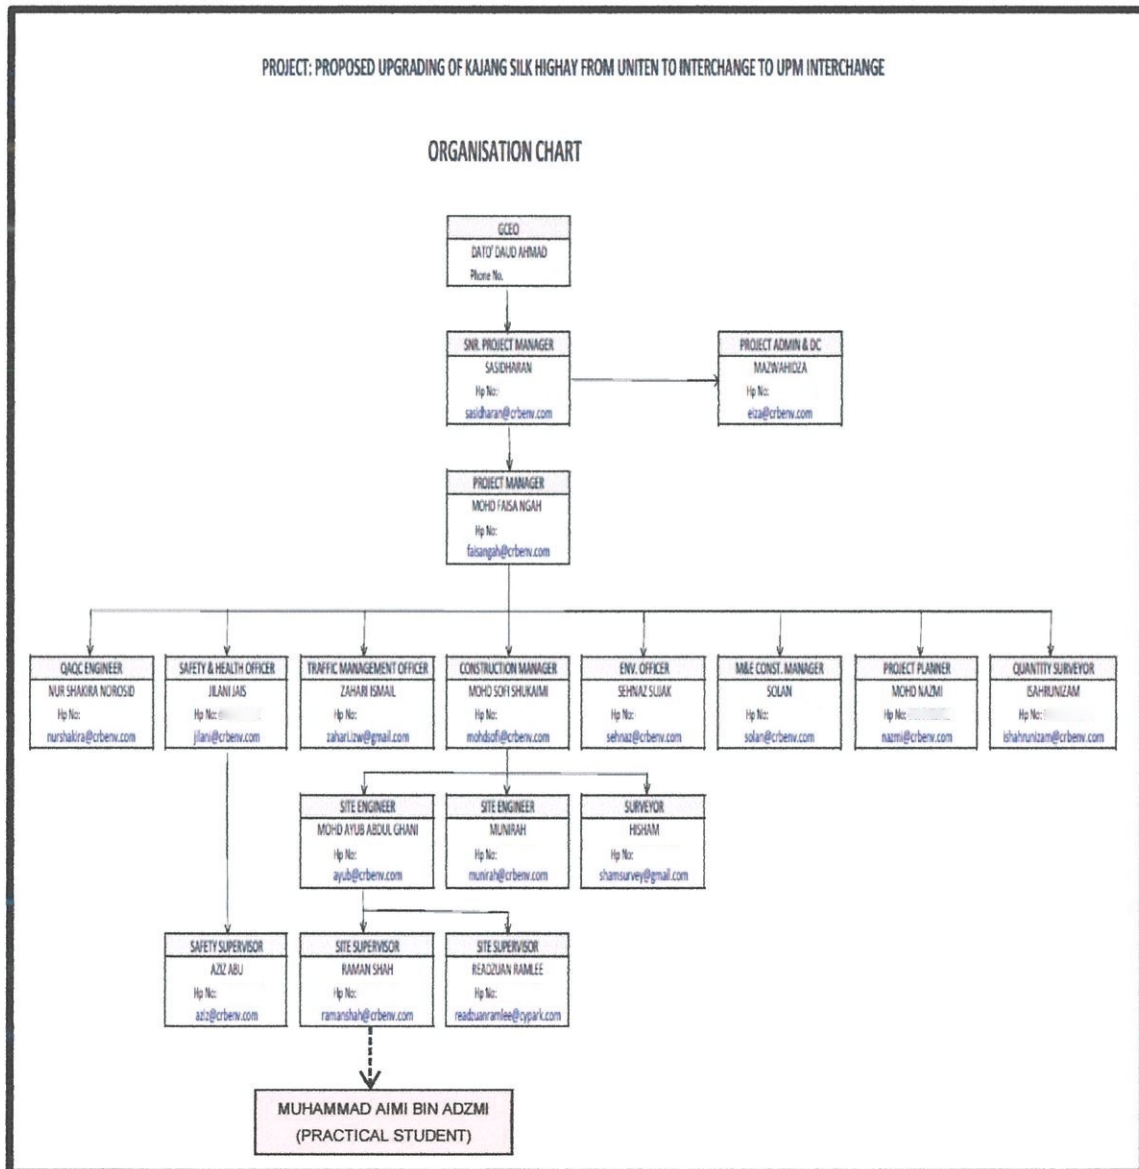 PROJECT: PROPOSED UPGRADING OF KAJANG SILK HIGHAY FROM UNITEN TO INTERCHANGE TO UPM INTERCHANGE
ORGANISATION CHART
GCEO
DATO' DAUD AHMAD
Phone No.
SNR. PROJECT MANAGER
SASIDHARAN
Hp No:
sasidharan@crbenv.com
PROJECT ADMIN & DC
MAZWAHIDZA
Hp No:
eiza@crbenv.com
PROJECT MANAGER
MOHD FAISA NGAH
Hp No:
faisangah@crbenv.com
QAQC ENGINEER
NUR SHAKIRA NOROSID
Hp No:
nurshakira@crbenv.com
SAFETY & HEALTH OFFICER
JILANI JAIS
Hp No:
jilani@crbenv.com
TRAFFIC MANAGEMENT OFFICER
ZAHARI ISMAIL
Hp No:
zahari.izw@gmail.com
CONSTRUCTION MANAGER
MOHD SOFI SHUKAIMI
Hp No:
mohdsofi@crbenv.com
ENV. OFFICER
SEHNAZ SUJAK
Hp No:
sehnaz@crbenv.com
M&E CONST. MANAGER
SOLAN
Hp No:
solan@crbenv.com
PROJECT PLANNER
MOHD NAZMI
Hp No:
nazmi@crbenv.com
QUANTITY SURVEYOR
ISAHRUNIZAM
Hp No:
ishahrunizam@crbenv.com
SITE ENGINEER
MOHD AYUB ABDUL GHANI
Hp No:
ayub@crbenv.com
SITE ENGINEER
MUNIRAH
Hp No:
munirah@crbenv.com
SURVEYOR
HISHAM
Hp No:
shamsurvey@gmail.com
SAFETY SUPERVISOR
AZIZ ABU
Hp No:
aziz@crbenv.com
SITE SUPERVISOR
RAMAN SHAH
Hp No:
ramanshah@crbenv.com
SITE SUPERVISOR
READZUAN RAMLEE
Hp No:
readzuanramlee@cypark.com
MUHAMMAD AIMI BIN ADZMI
(PRACTICAL STUDENT)